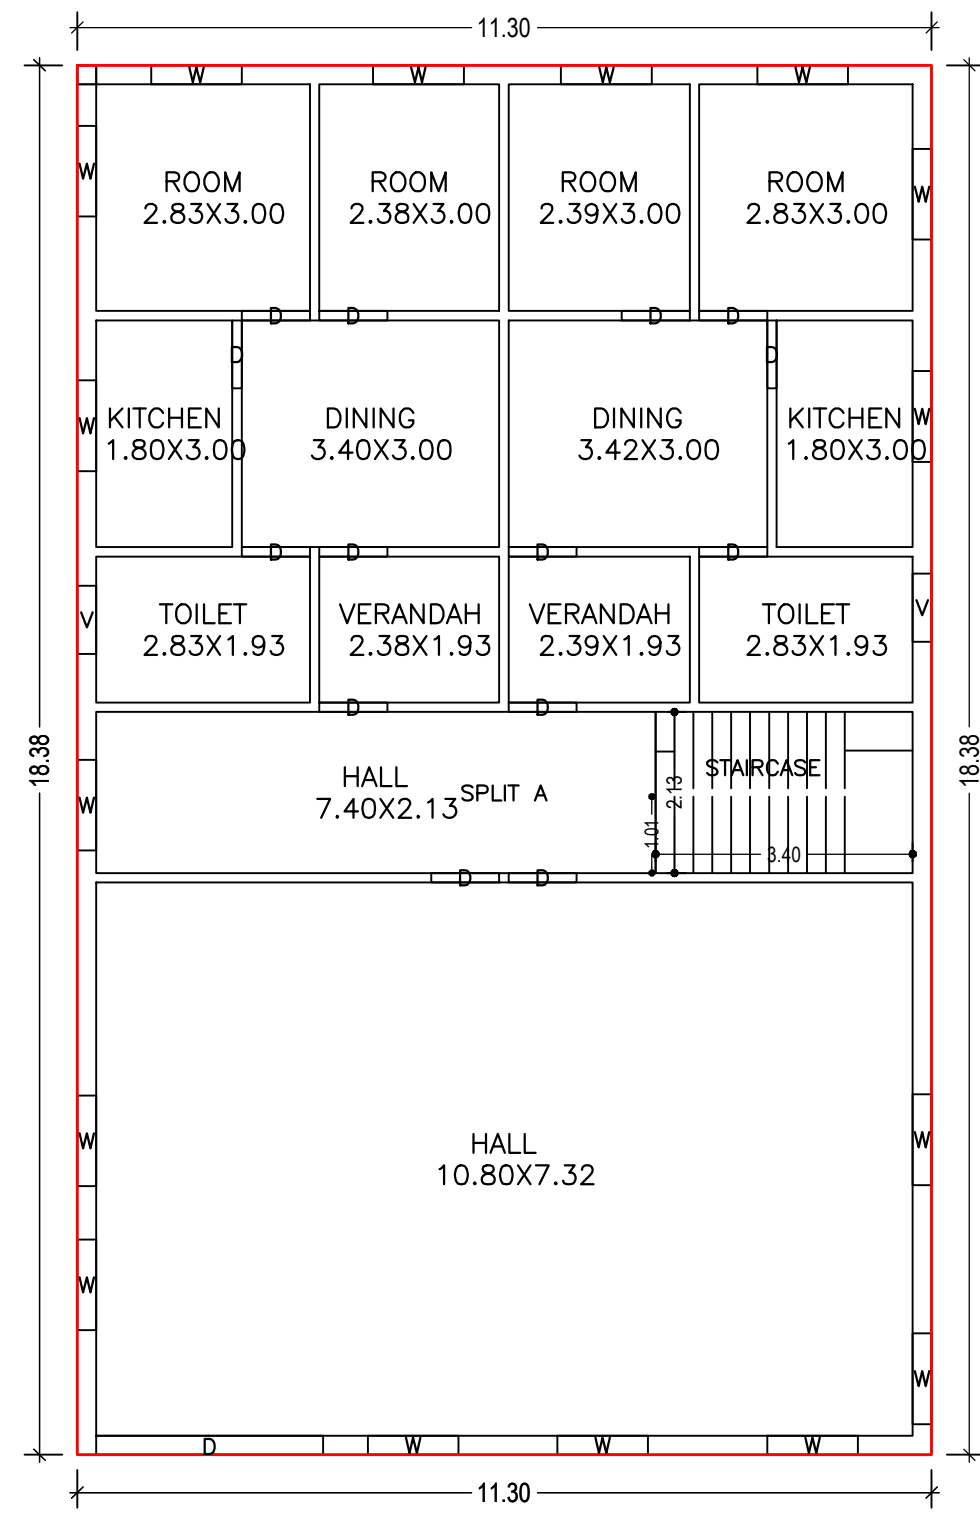 11.30
W W W W
W
W
ROOM
2.83X3.00
ROOM
2.38X3.00
ROOM
2.39X3.00
ROOM
2.83X3.00
D D D D
D
D
W
KITCHEN
1.80X3.00
DINING
3.40X3.00
DINING
3.42X3.00
KITCHEN
1.80X3.00
W
D D D D
V
TOILET
2.83X1.93
VERANDAH
2.38X1.93
VERANDAH
2.39X1.93
TOILET
2.83X1.93
V
D D
18.38
18.38
W
HALL
7.40X2.13
SPLIT A
1.01
2.13
STAIRCASE
3.40
D D
W
W
HALL
10.80X7.32
W
W
D W W W
11.30